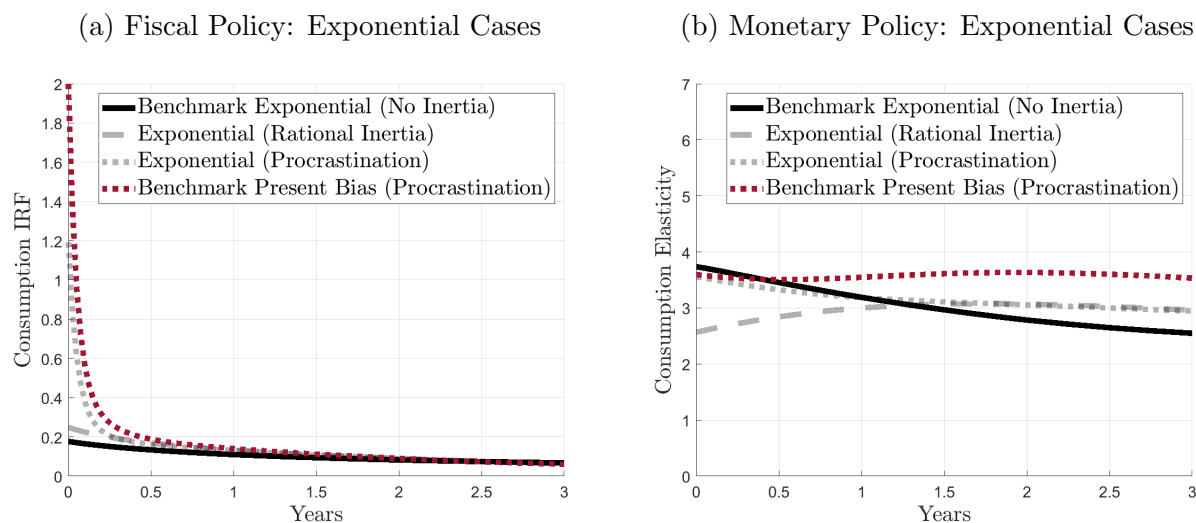 (a) Fiscal Policy: Exponential Cases
Benchmark Exponential (No Inertia)
Exponential (Rational Inertia)
Exponential (Procrastination)
Benchmark Present Bias (Procrastination)
Consumption IRF
2
1.8
1.6
1.4
1.2
1
0.8
0.6
0.4
0.2
0
0 0.5 1 1.5 2 2.5 3
Years
(b) Monetary Policy: Exponential Cases
Benchmark Exponential (No Inertia)
Exponential (Rational Inertia)
Exponential (Procrastination)
Benchmark Present Bias (Procrastination)
Consumption Elasticity
7
6
5
4
3
2
1
0
0 0.5 1 1.5 2 2.5 3
Years